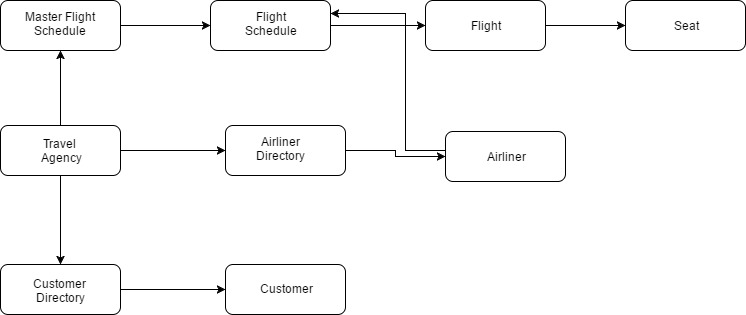 Master Flight
Schedule
Flight
Schedule
Flight
Seat
Travel
Agency
Airliner
Directory
Airliner
Customer
Directory
Customer